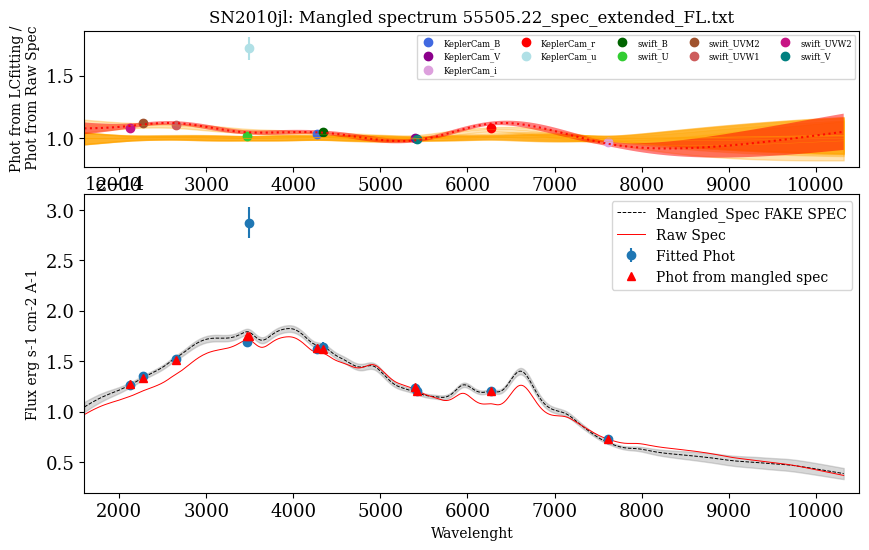 SN2010jl: Mangled spectrum 55505.22_spec_extended_FL.txt
Phot from LCfitting /
Phot from Raw Spec
1.5
1.0
KeplerCam_B
KeplerCam_V
KeplerCam_i
KeplerCam_r
KeplerCam_u
swift_B
swift_U
swift_UVM2
swift_UVW1
swift_UVW2
swift_V
2000 3000 4000 5000 6000 7000 8000 9000 10000
1e−14
Flux erg s-1 cm-2 A-1
3.0
2.5
2.0
1.5
1.0
0.5
Mangled_Spec FAKE SPEC
Raw Spec
Fitted Phot
Phot from mangled spec
2000 3000 4000 5000 6000 7000 8000 9000 10000
Wavelenght